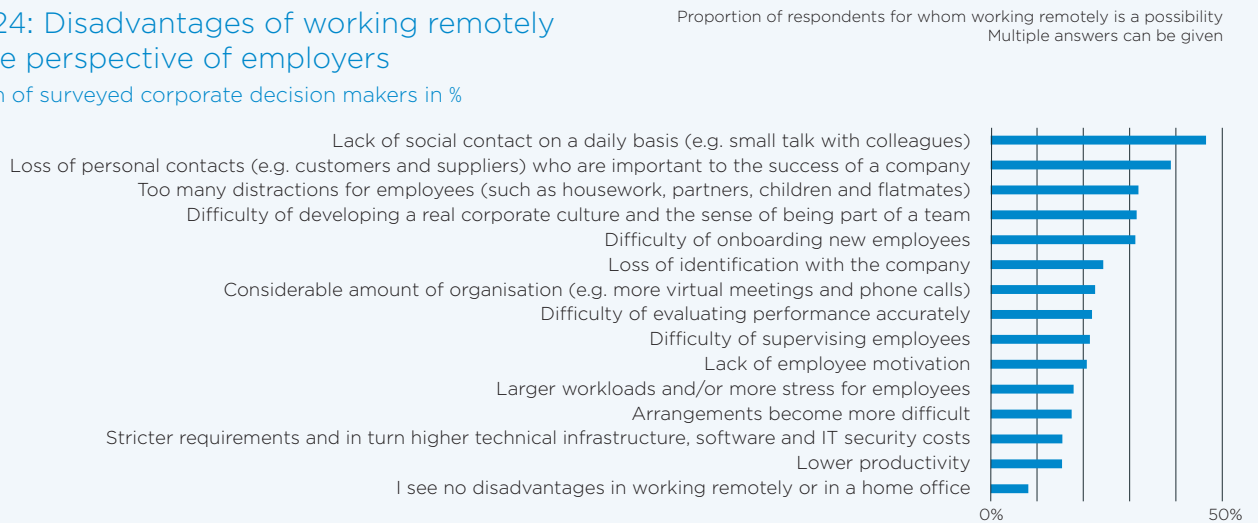 24: Disadvantages of working remotely
e perspective of employers
n of surveyed corporate decision makers in %
Proportion of respondents for whom working remotely is a possibility
Multiple answers can be given
Lack of social contact on a daily basis (e.g. small talk with colleagues)
Loss of personal contacts (e.g. customers and suppliers) who are important to the success of a company
Too many distractions for employees (such as housework, partners, children and flatmates)
Difficulty of developing a real corporate culture and the sense of being part of a team
Difficulty of onboarding new employees
Loss of identification with the company
Considerable amount of organisation (e.g. more virtual meetings and phone calls)
Difficulty of evaluating performance accurately
Difficulty of supervising employees
Lack of employee motivation
Larger workloads and/or more stress for employees
Arrangements become more difficult
Stricter requirements and in turn higher technical infrastructure, software and IT security costs
Lower productivity
I see no disadvantages in working remotely or in a home office
0% 50%